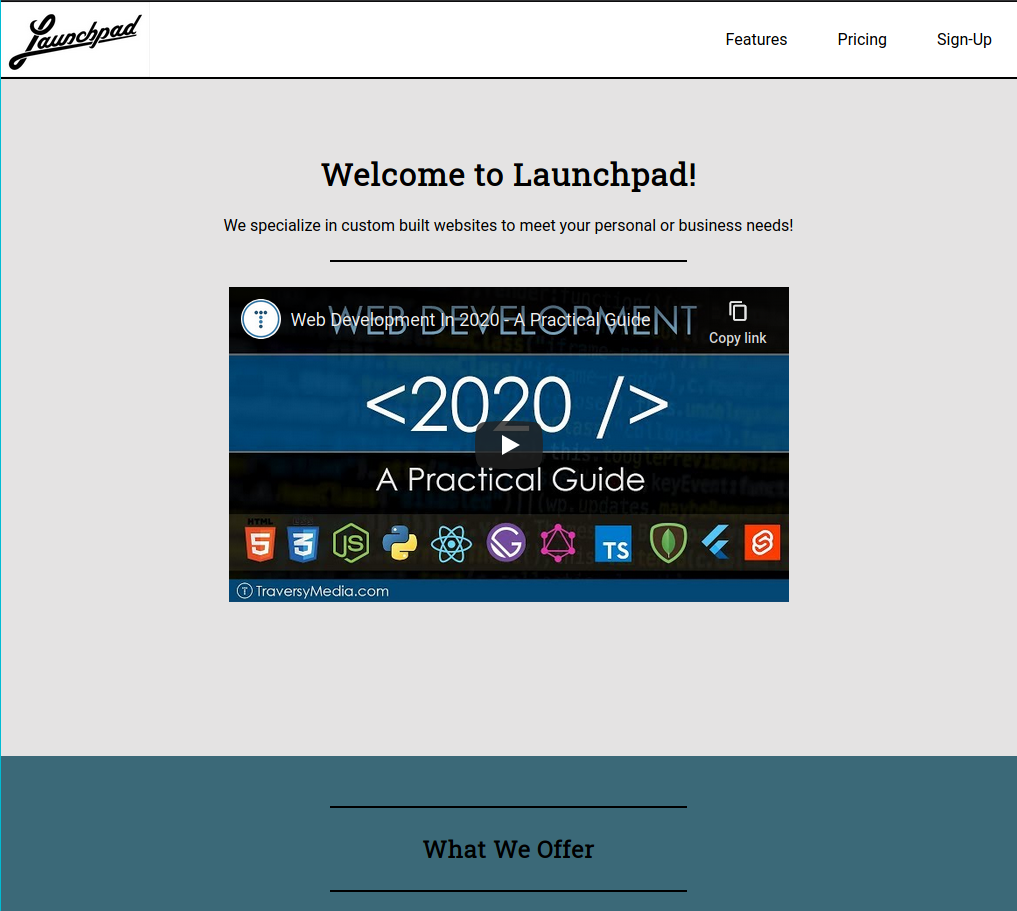 Launchpad
Features Pricing Sign-Up
Welcome to Launchpad!
We specialize in custom built websites to meet your personal or business needs!
WEB DEVELOPMENT
Web Development In 2020 - A Practical Guide
Copy link
<2020 />
A Practical Guide
HTML
5 3 JS TS
T TraversyMedia.com
What We Offer